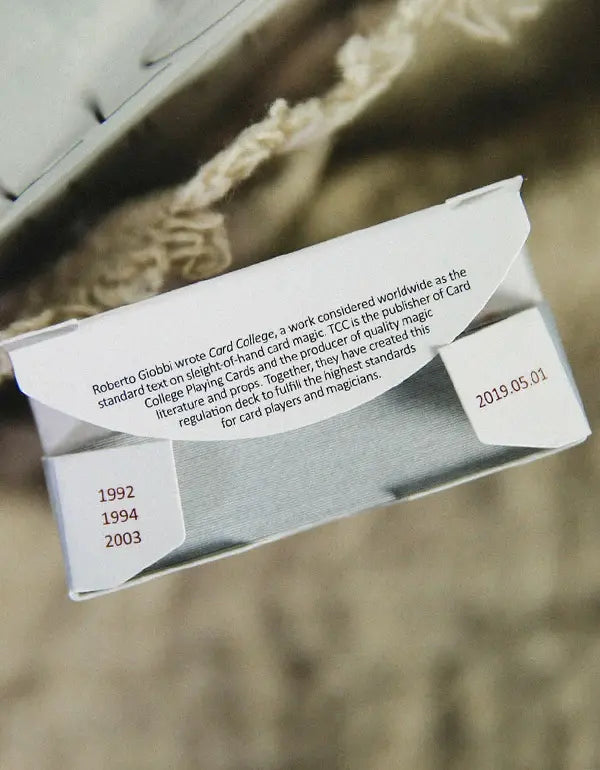 Roberto Giobbi wrote Card College, a work considered worldwide as the
standard text on sleight-of-hand card magic. TCC is the publisher of Card
College Playing Cards and the producer of quality magic
literature and props. Together, they have created this
regulation deck to fulfill the highest standards
for card players and magicians.
2019.05.01
1992
1994
2003